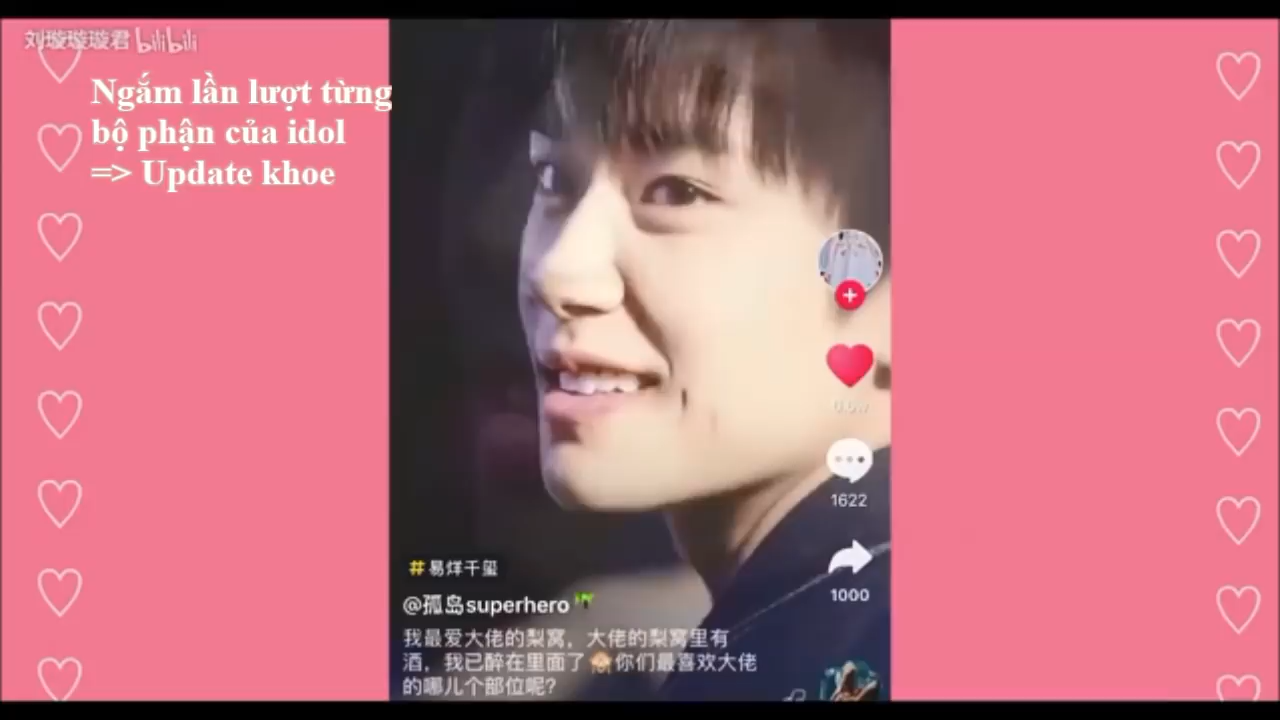 刘璇璇璇君 bilibili
Ngắm lần lượt từng
bộ phận của idol
=> Update khoe
1622
1000
#易烊千玺
@孤岛superhero
我最爱大佬的梨窝，大佬的梨窝里有
酒，我已醉在里面了🙈你们最喜欢大佬
的哪儿个部位呢?